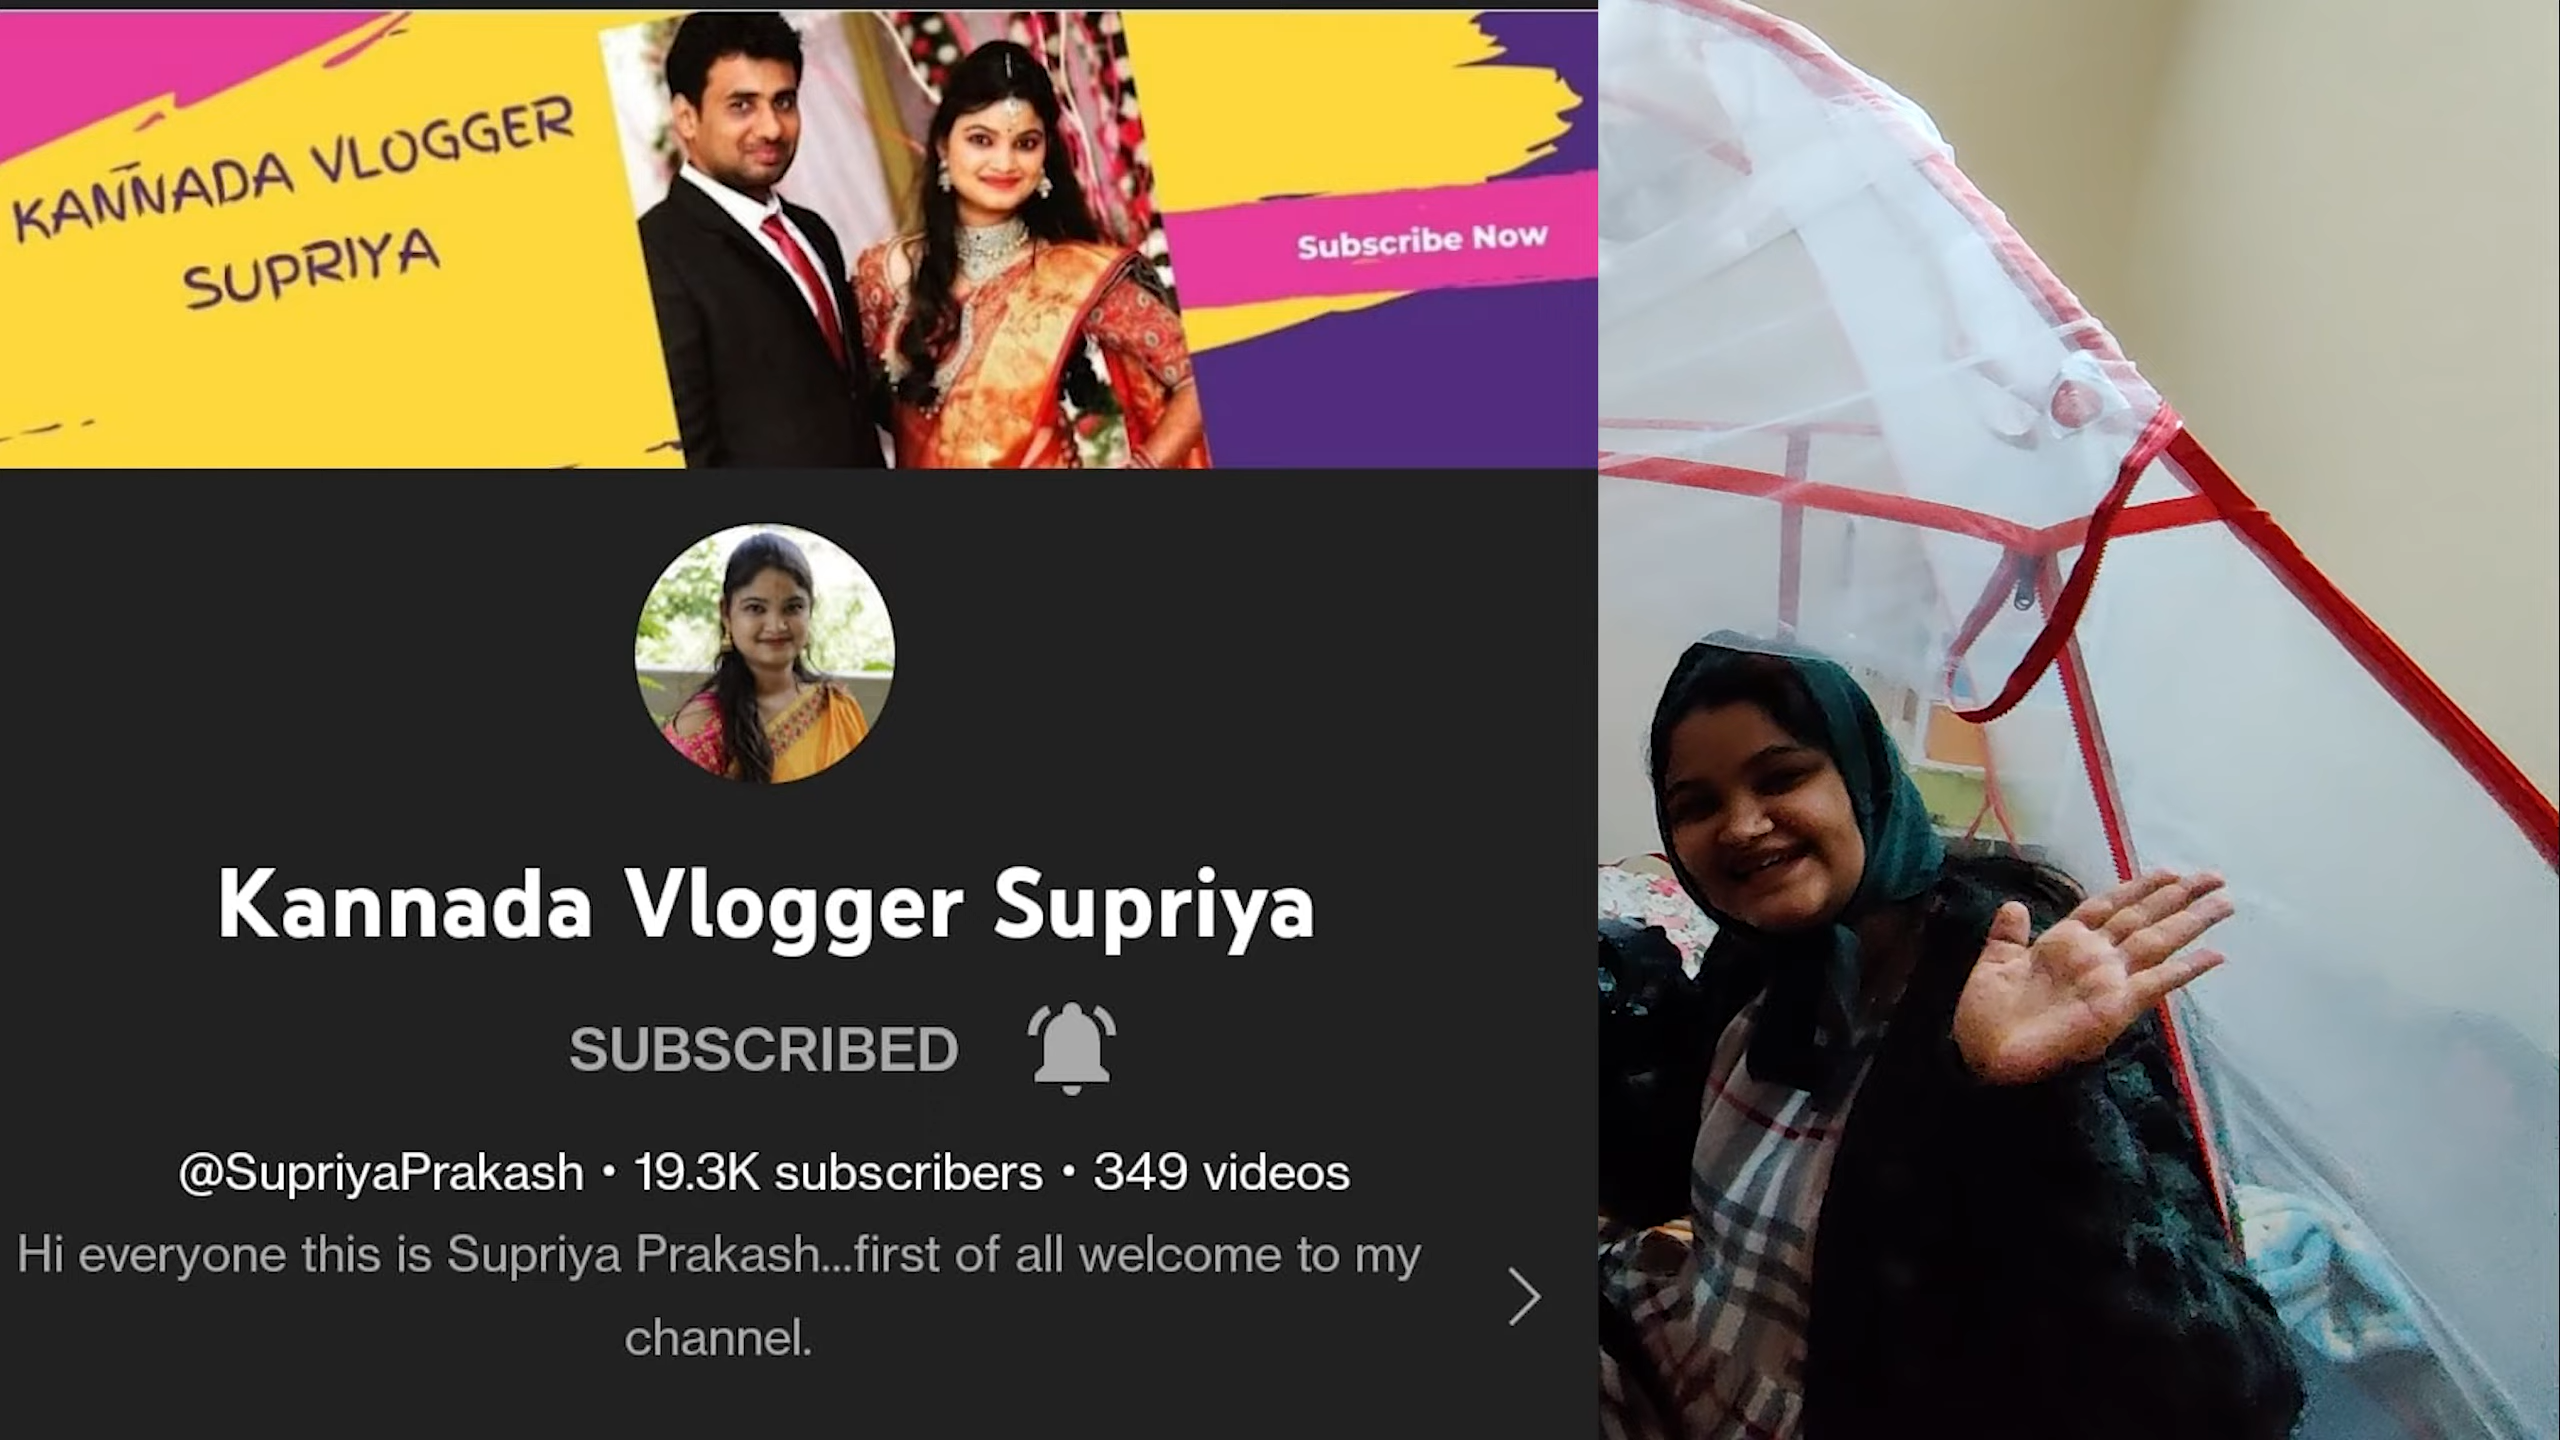 KANNADA VLOGGER
SUPRIYA
Subscribe Now
Kannada Vlogger Supriya
SUBSCRIBED
@SupriyaPrakash • 19.3K subscribers • 349 videos
Hi everyone this is Supriya Prakash...first of all welcome to my
channel.